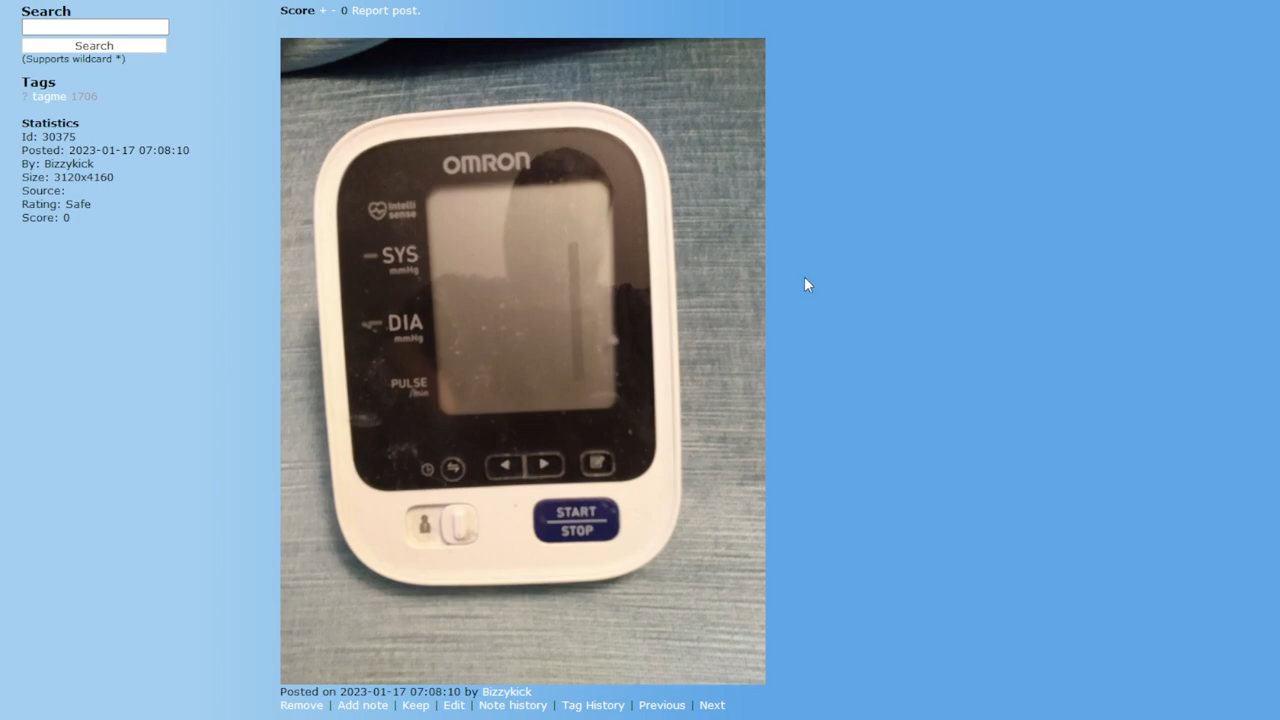 Search
Search
(Supports wildcard *)
Tags
? tagme 1706
Statistics
Id: 30375
Posted: 2023-01-17 07:08:10
By: Bizzykick
Size: 3120x4160
Source:
Rating: Safe
Score: 0
Score + - 0 Report post.
OMRON
Intelli
sense
SYS
mmHg
DIA
mmHg
PULSE
/min
START
STOP
Posted on 2023-01-17 07:08:10 by Bizzykick
Remove | Add note | Keep | Edit | Note history | Tag History | Previous | Next